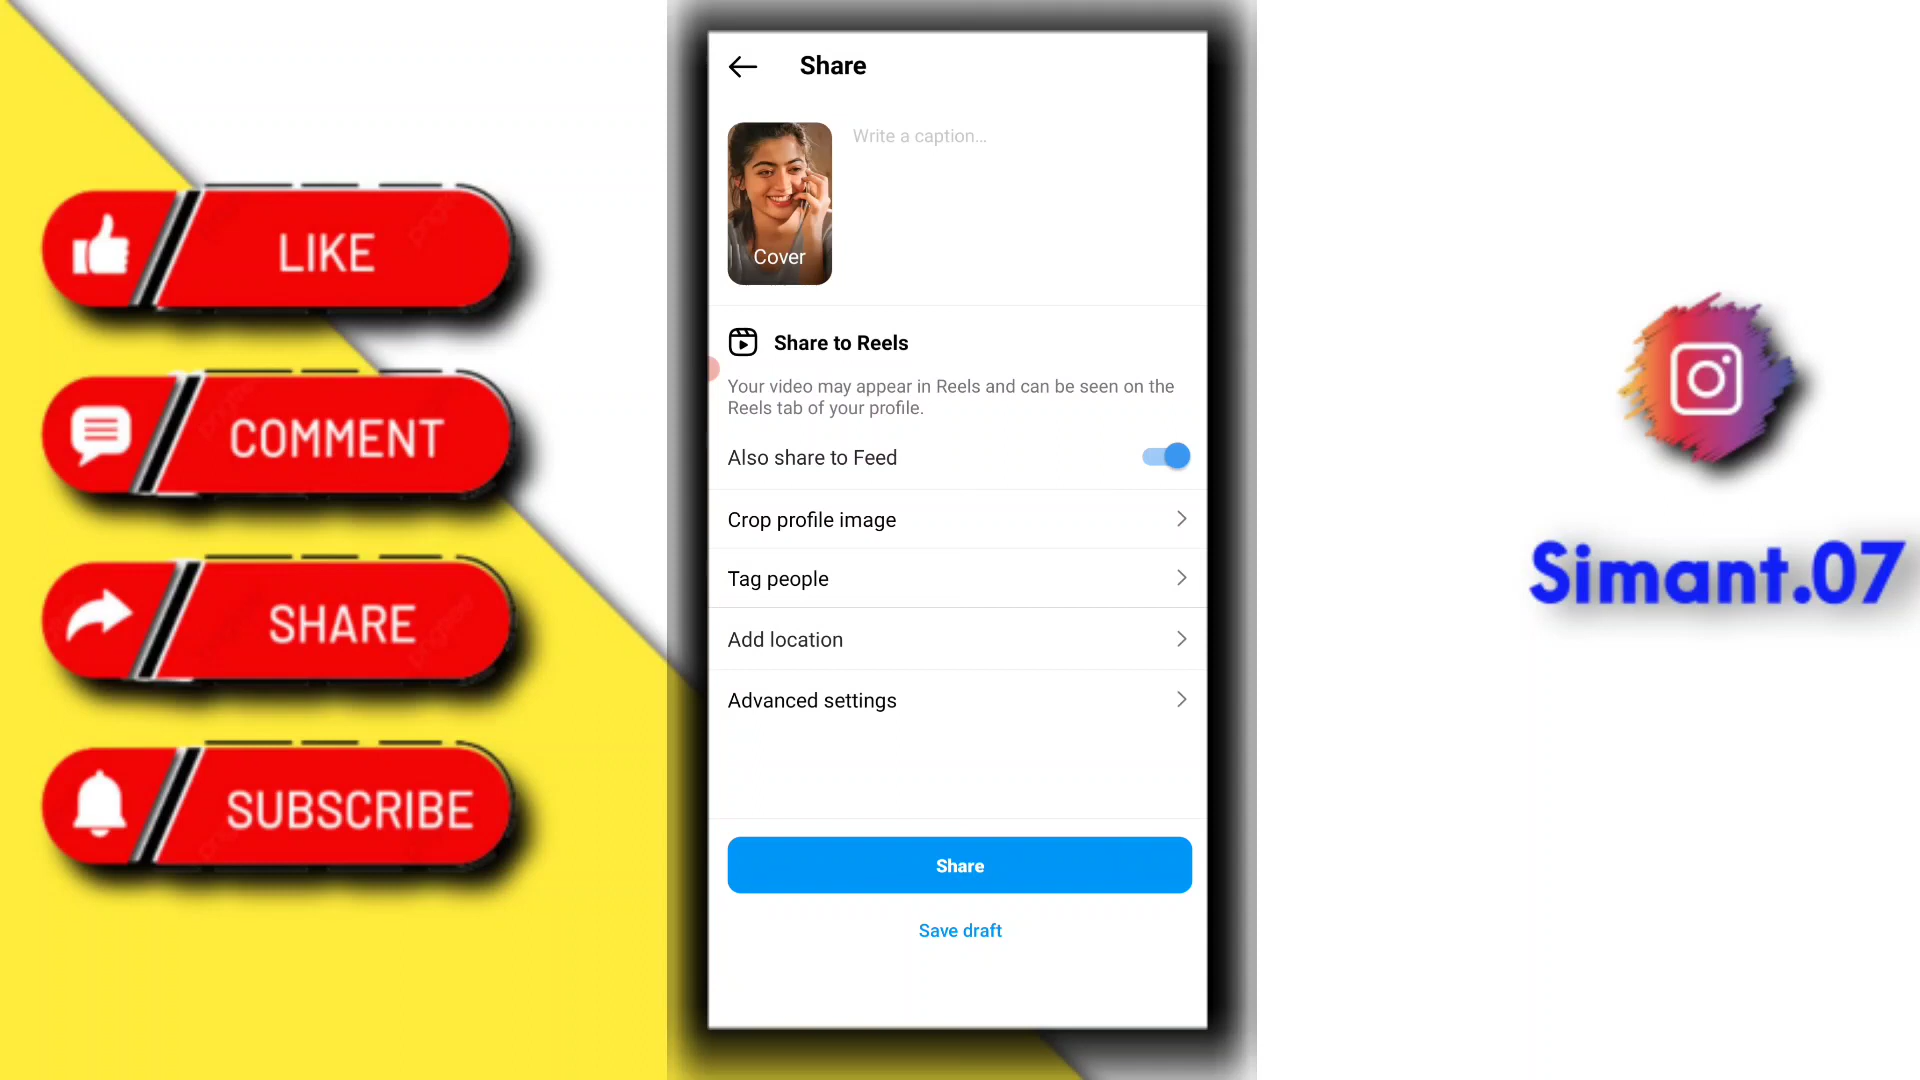 LIKE
COMMENT
SHARE
SUBSCRIBE
Share
Write a caption...
Cover
Share to Reels
Your video may appear in Reels and can be seen on the
Reels tab of your profile.
Also share to Feed
Crop profile image
Tag people
Add location
Advanced settings
Share
Save draft
Simant.07